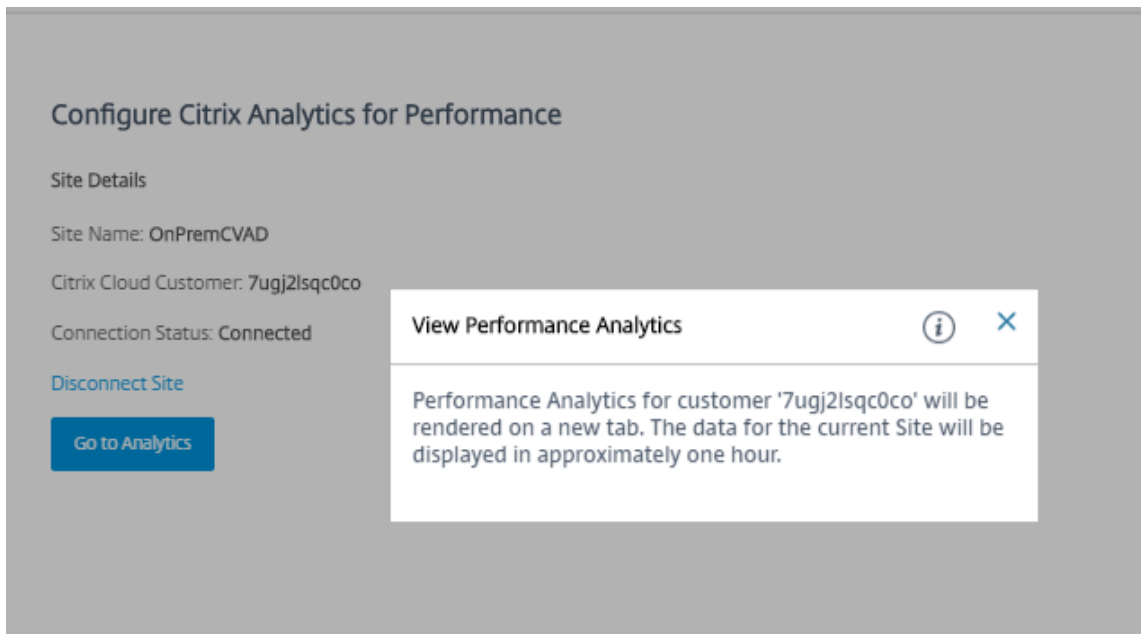 Configure Citrix Analytics for Performance
Site Details
Site Name: OnPremCVAD
Citrix Cloud Customer: 7ugj2lsqc0co
Connection Status: Connected
Disconnect Site
Go to Analytics
View Performance Analytics
Performance Analytics for customer '7ugj2lsqc0co' will be
rendered on a new tab. The data for the current Site will be
displayed in approximately one hour.